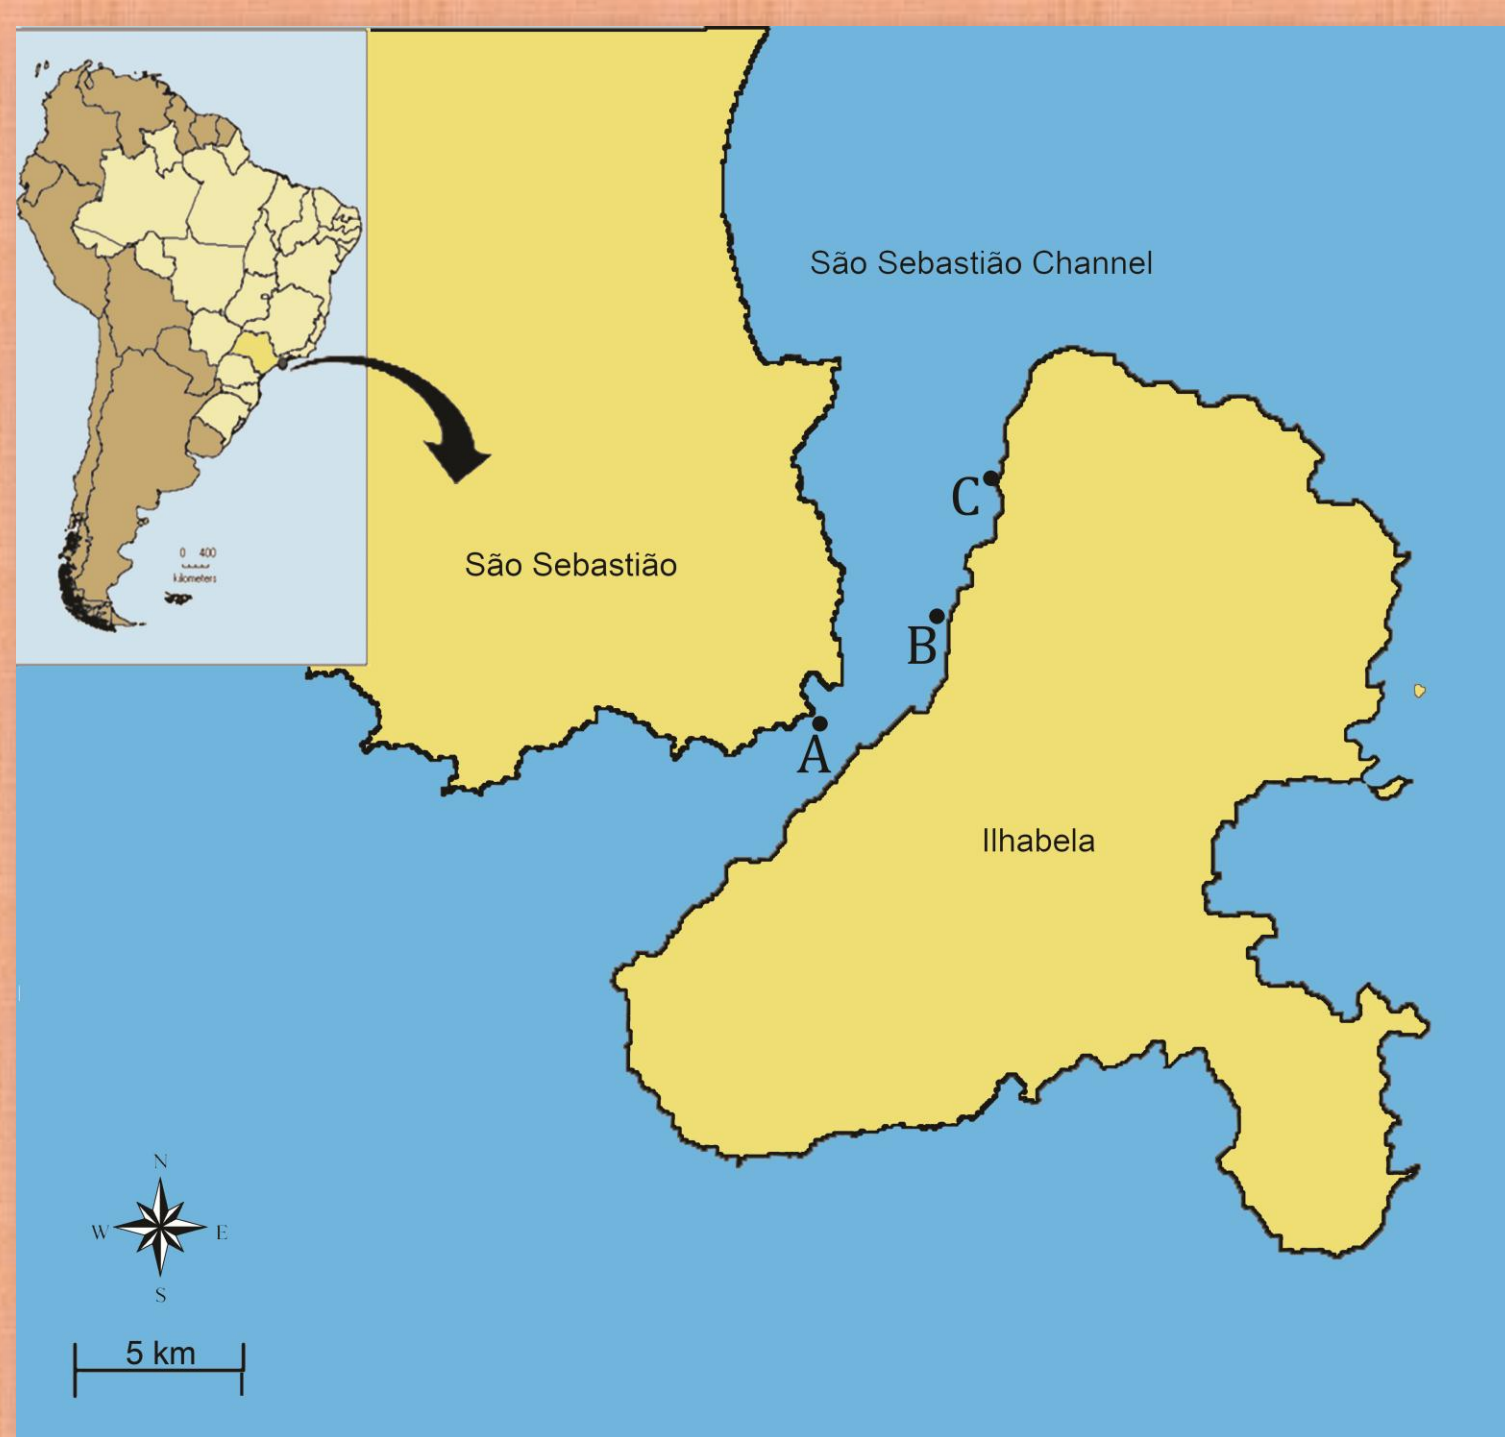 São Sebastião Channel
C
São Sebastião
0 400
kilometers
B
A
Ilhabela
N
W E
S
5 km